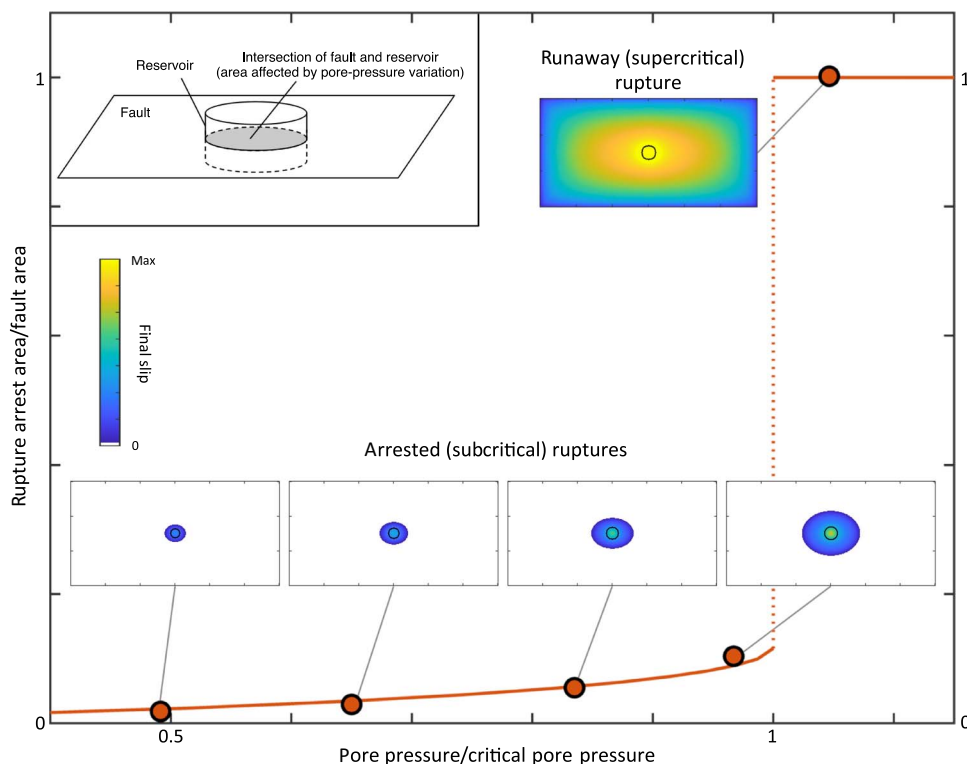 Intersection of fault and reservoir
(area affected by pore-pressure variation)
Reservoir
Fault
Runaway (supercritical)
rupture
1
1
Max
Final slip
0
Rupture arrest area/fault area
Arrested (subcritical) ruptures
0
0
0.5
1
Pore pressure/critical pore pressure